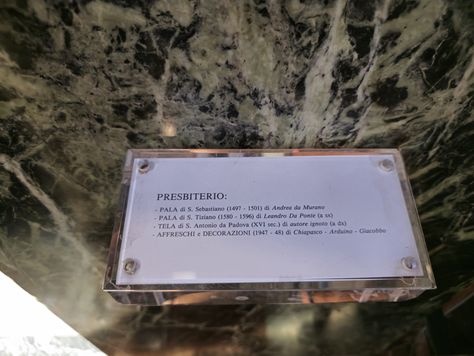 PRESBITERIO:
- PALA di S. Sebastiano (1497 - 1501) di Andrea da Murano
- PALA di S. Tiziano (1580 - 1596) di Leandro Da Ponte (a sx)
- TELA di S. Antonio da Padova (XVI sec.) di autore ignoto (a dx)
- AFFRESCHI e DECORAZIONI (1947 - 48) di Chiapasco - Arduino - Giacobbo